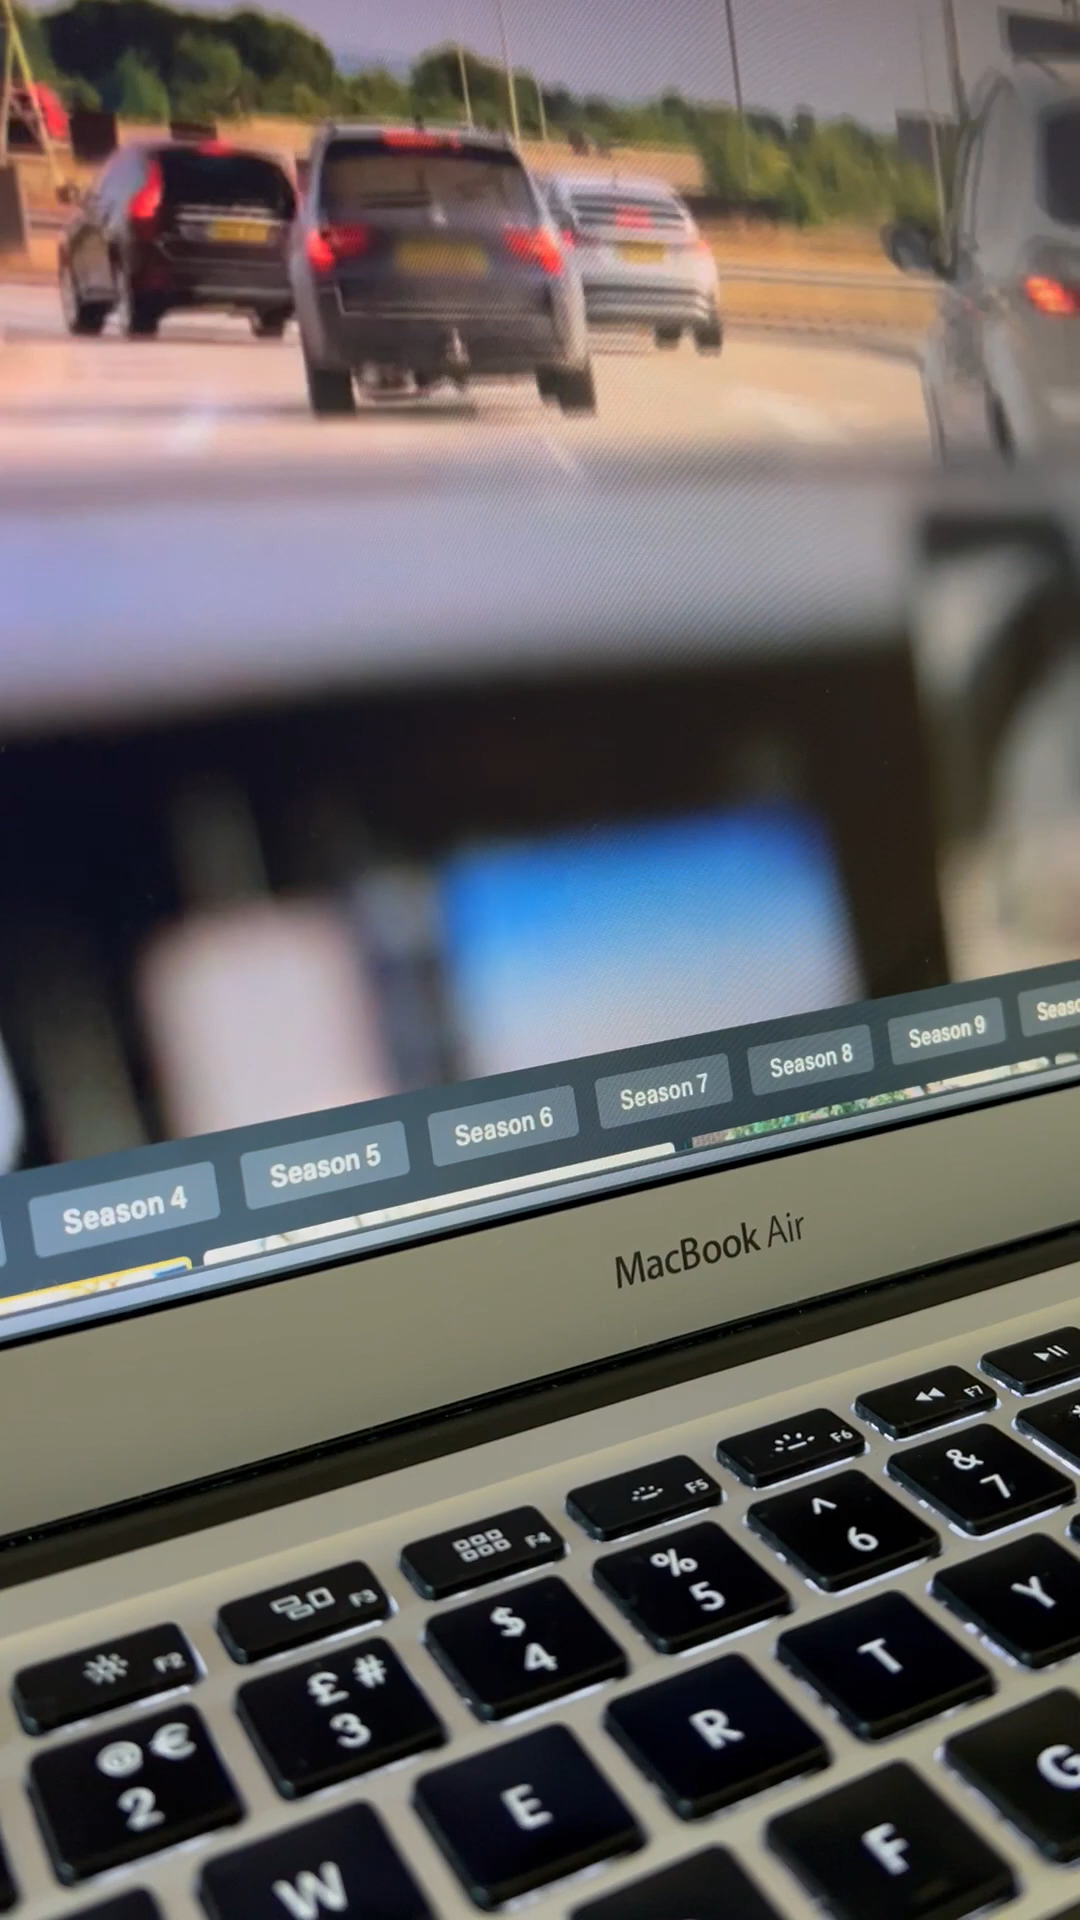 Season 4
Season 5
Season 6
Season 7
Season 8
Season 9
Seaso
MacBook Air
F2
F3
F4
F5
F6
F7
@ €
2
£ #
3
$
4
%
5
^
6
&
7
W
E
R
T
Y
F
G